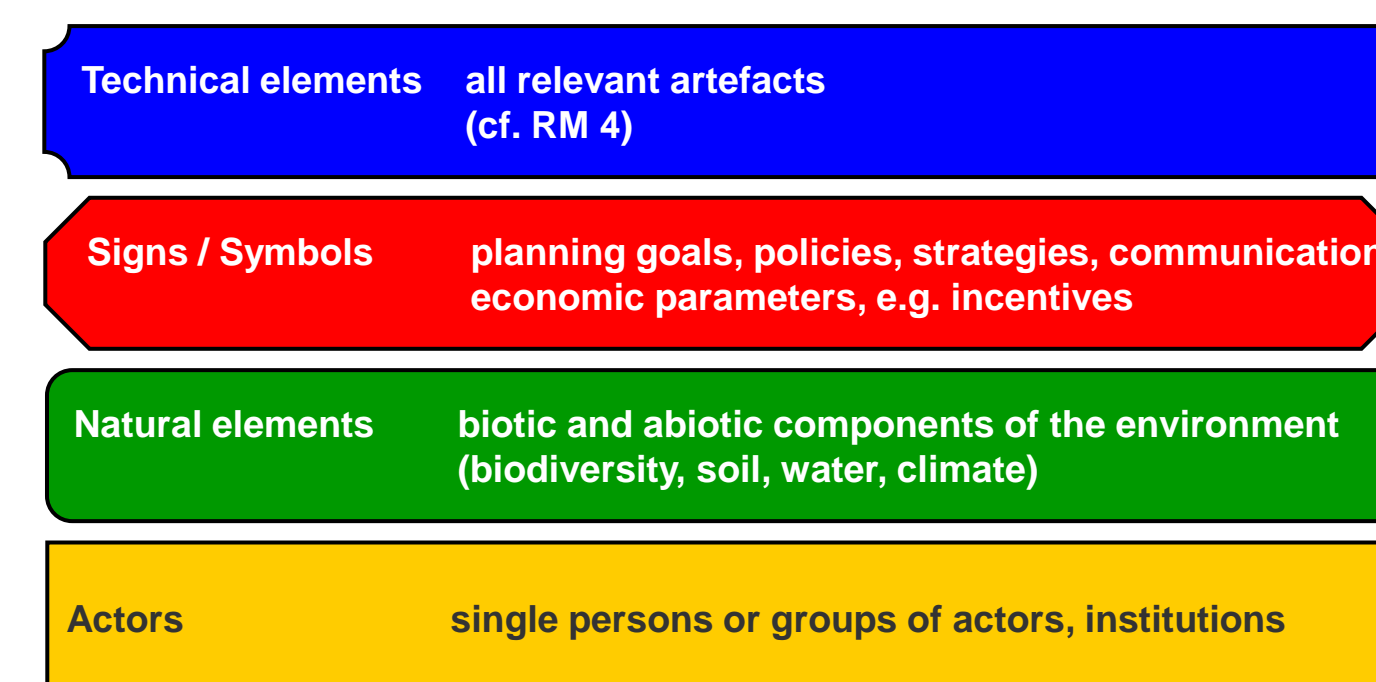 Technical elements all relevant artefacts
(cf. RM 4)
Signs / Symbols planning goals, policies, strategies, communication
economic parameters, e.g. incentives
Natural elements biotic and abiotic components of the environment
(biodiversity, soil, water, climate)
Actors single persons or groups of actors, institutions